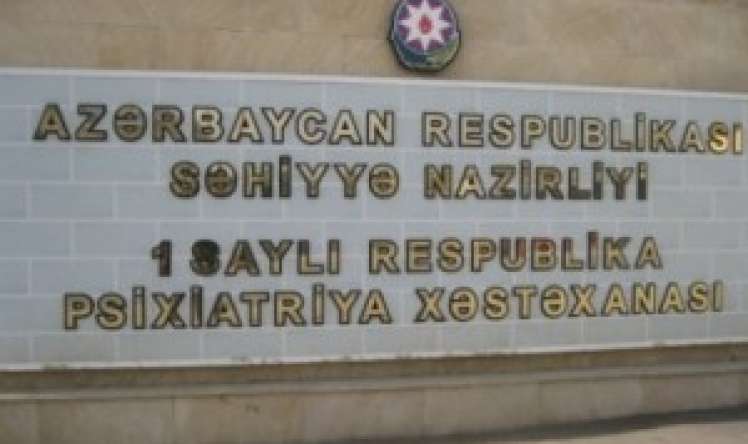 AZƏRBAYCAN RESPUBLİKASI
SƏHİYYƏ NAZİRLİYİ
1 SAYLI RESPUBLİKA
PSİXİATRİYA XƏSTƏXANASI